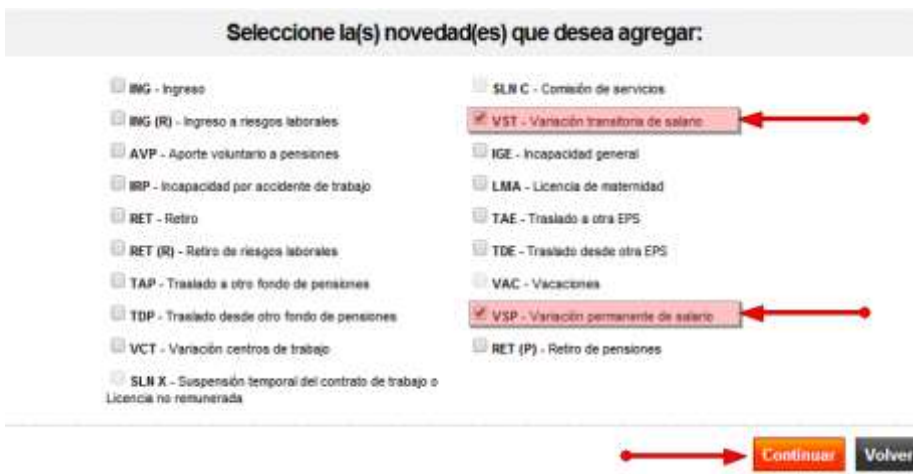 Seleccione la(s) novedad(es) que desea agregar:
ING - Ingreso
ING (R) - Ingreso a riesgos laborales
AVP - Aporte voluntario a pensiones
IRP - Incapacidad por accidente de trabajo
RET - Retiro
RET (R) - Retiro de riesgos laborales
TAP - Traslado a otro fondo de pensiones
TDP - Traslado desde otro fondo de pensiones
VCT - Variación centros de trabajo
SLN X - Suspensión temporal del contrato de trabajo o
Licencia no remunerada
SLN C - Comisión de servicios
VST - Variación transitoria de salario
IGE - Incapacidad general
LMA - Licencia de maternidad
TAE - Traslado a otra EPS
TDE - Traslado desde otra EPS
VAC - Vacaciones
VSP - Variación permanente de salario
RET (P) - Retiro de pensiones
Continuar
Volver